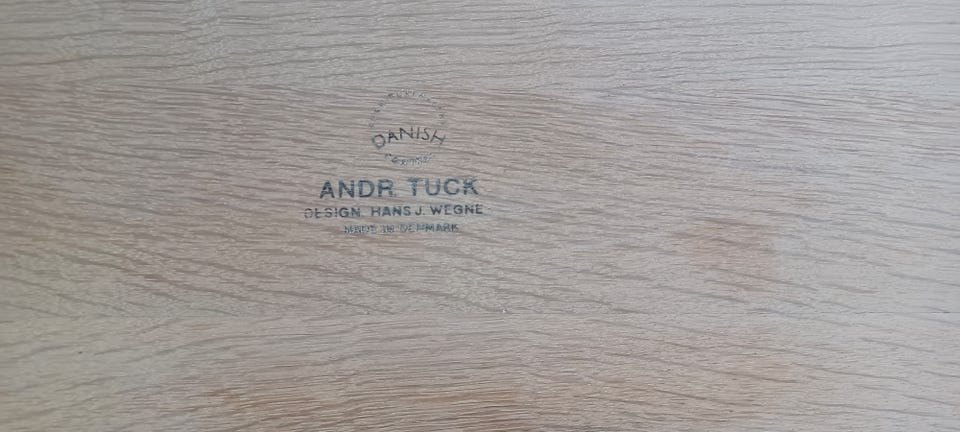 DANISH
ANDR. TUCK
DESIGN. HANS J. WEGNE
MADE IN DENMARK